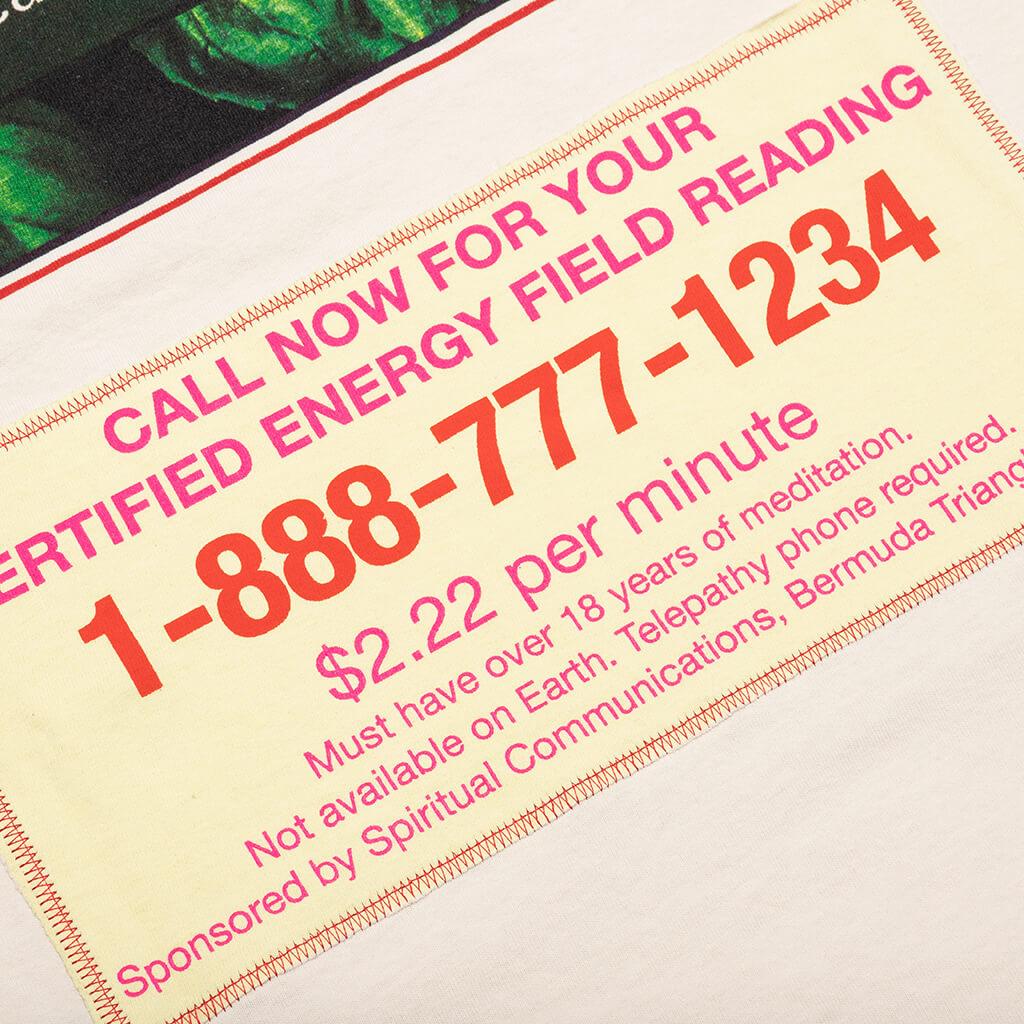 CALL NOW FOR YOUR
ERTIFIED ENERGY FIELD READING
1-888-777-1234
$2.22 per minute
Must have over 18 years of meditation.
Not available on Earth. Telepathy phone required.
Sponsored by Spiritual Communications, Bermuda Triang